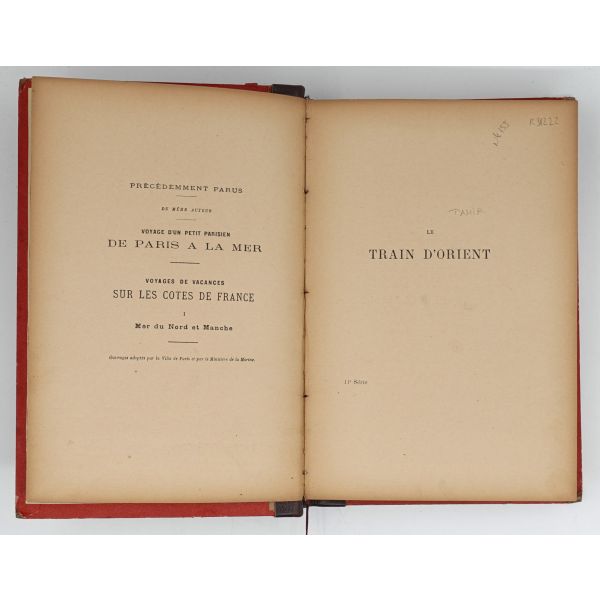 PRÉCÉDEMMENT PARUS
DU MÊME AUTEUR
VOYAGE D'UN PETIT PARISIEN
DE PARIS A LA MER
VOYAGES DE VACANCES
SUR LES COTES DE FRANCE
I
Mer du Nord et Manche
Ouvrages adoptés par la Ville de Paris et par le Ministère de la Marine.
LE
TRAIN D'ORIENT
11e Série